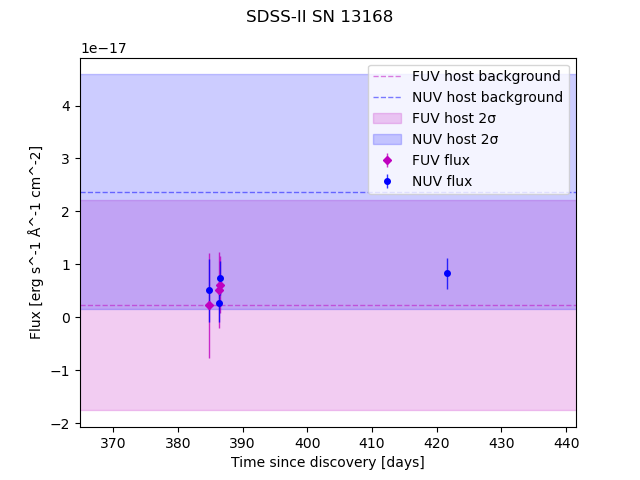 SDSS-II SN 13168
1e−17
FUV host background
NUV host background
FUV host 2σ
NUV host 2σ
FUV flux
NUV flux
4
3
2
1
0
−1
−2
Flux [erg s^-1 Å^-1 cm^-2]
370 380 390 400 410 420 430 440
Time since discovery [days]